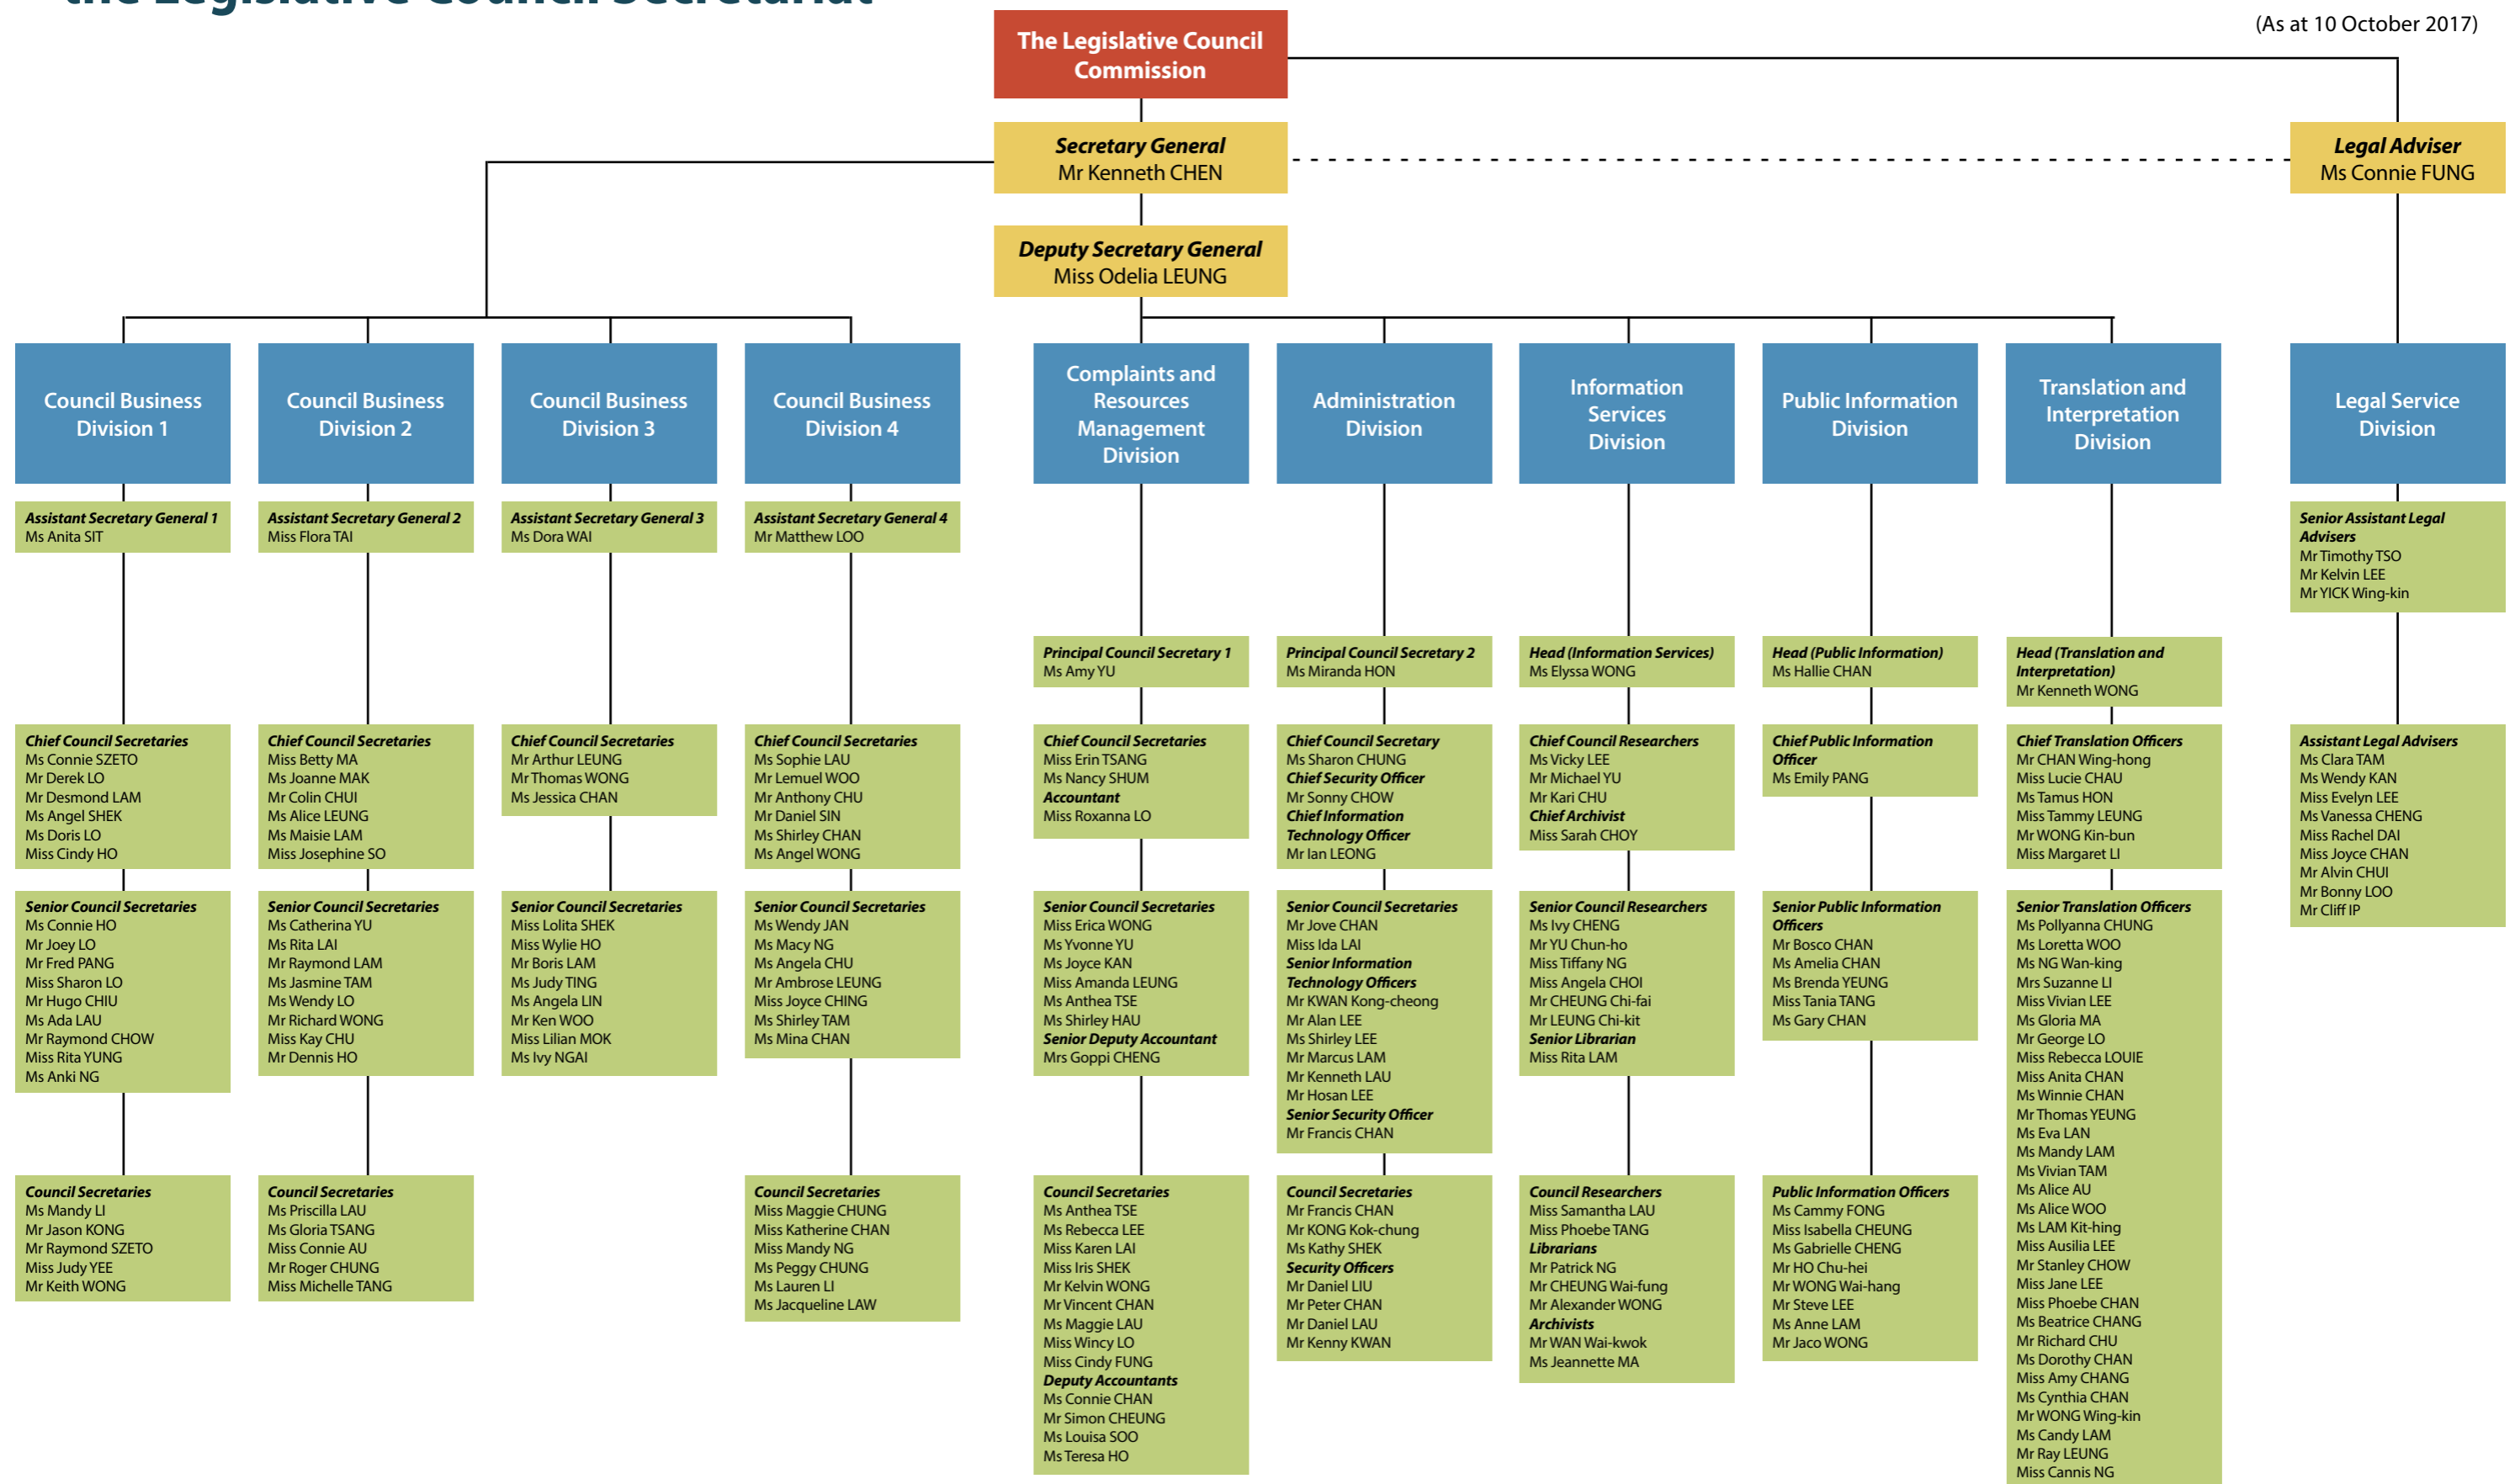 the Legislative Council Secretariat
(As at 10 October 2017)
The Legislative Council
Commission
Secretary General
Mr Kenneth CHEN
Legal Adviser
Ms Connie FUNG
Deputy Secretary General
Miss Odelia LEUNG
Council Business
Division 1
Assistant Secretary General 1
Ms Anita SIT
Chief Council Secretaries
Ms Connie SZETO
Mr Derek LO
Mr Desmond LAM
Ms Angel SHEK
Ms Doris LO
Miss Cindy HO
Senior Council Secretaries
Ms Connie HO
Mr Joey LO
Mr Fred PANG
Miss Sharon LO
Mr Hugo CHIU
Ms Ada LAU
Mr Raymond CHOW
Miss Rita YUNG
Ms Anki NG
Council Secretaries
Ms Mandy LI
Mr Jason KONG
Mr Raymond SZETO
Miss Judy YEE
Mr Keith WONG
Council Business
Division 2
Assistant Secretary General 2
Miss Flora TAI
Chief Council Secretaries
Miss Betty MA
Ms Joanne MAK
Mr Colin CHUI
Ms Alice LEUNG
Ms Maisie LAM
Miss Josephine SO
Senior Council Secretaries
Ms Catherina YU
Ms Rita LAI
Mr Raymond LAM
Ms Jasmine TAM
Ms Wendy LO
Mr Richard WONG
Miss Kay CHU
Mr Dennis HO
Council Secretaries
Ms Priscilla LAU
Ms Gloria TSANG
Miss Connie AU
Mr Roger CHUNG
Miss Michelle TANG
Council Business
Division 3
Assistant Secretary General 3
Ms Dora WAI
Chief Council Secretaries
Mr Arthur LEUNG
Mr Thomas WONG
Ms Jessica CHAN
Senior Council Secretaries
Miss Lolita SHEK
Miss Wylie HO
Mr Boris LAM
Ms Judy TING
Ms Angela LIN
Mr Ken WOO
Miss Lilian MOK
Ms Ivy NGAI
Council Business
Division 4
Assistant Secretary General 4
Mr Matthew LOO
Chief Council Secretaries
Ms Sophie LAU
Mr Lemuel WOO
Mr Anthony CHU
Mr Daniel SIN
Ms Shirley CHAN
Ms Angel WONG
Senior Council Secretaries
Ms Wendy JAN
Ms Macy NG
Ms Angela CHU
Mr Ambrose LEUNG
Miss Joyce CHING
Ms Shirley TAM
Ms Mina CHAN
Council Secretaries
Miss Maggie CHUNG
Miss Katherine CHAN
Miss Mandy NG
Ms Peggy CHUNG
Ms Lauren LI
Ms Jacqueline LAW
Complaints and
Resources
Management
Division
Principal Council Secretary 1
Ms Amy YU
Chief Council Secretaries
Miss Erin TSANG
Ms Nancy SHUM
Accountant
Miss Roxanna LO
Senior Council Secretaries
Miss Erica WONG
Ms Yvonne YU
Ms Joyce KAN
Miss Amanda LEUNG
Ms Anthea TSE
Ms Shirley HAU
Senior Deputy Accountant
Mrs Goppi CHENG
Council Secretaries
Ms Anthea TSE
Ms Rebecca LEE
Miss Karen LAI
Miss Iris SHEK
Mr Kelvin WONG
Mr Vincent CHAN
Ms Maggie LAU
Miss Wincy LO
Miss Cindy FUNG
Deputy Accountants
Ms Connie CHAN
Mr Simon CHEUNG
Ms Louisa SOO
Ms Teresa HO
Administration
Division
Principal Council Secretary 2
Ms Miranda HON
Chief Council Secretary
Ms Sharon CHUNG
Chief Security Officer
Mr Sonny CHOW
Chief Information
Technology Officer
Mr Ian LEONG
Senior Council Secretaries
Mr Jove CHAN
Miss Ida LAI
Senior Information
Technology Officers
Mr KWAN Kong-cheong
Mr Alan LEE
Ms Shirley LEE
Mr Marcus LAM
Mr Kenneth LAU
Mr Hosan LEE
Senior Security Officer
Mr Francis CHAN
Council Secretaries
Mr Francis CHAN
Mr KONG Kok-chung
Ms Kathy SHEK
Security Officers
Mr Daniel LIU
Mr Peter CHAN
Mr Daniel LAU
Mr Kenny KWAN
Information
Services
Division
Head (Information Services)
Ms Elyssa WONG
Chief Council Researchers
Ms Vicky LEE
Mr Michael YU
Mr Kari CHU
Chief Archivist
Miss Sarah CHOY
Senior Council Researchers
Ms Ivy CHENG
Mr YU Chun-ho
Miss Tiffany NG
Miss Angela CHOI
Mr CHEUNG Chi-fai
Mr LEUNG Chi-kit
Senior Librarian
Miss Rita LAM
Council Researchers
Miss Samantha LAU
Miss Phoebe TANG
Librarians
Mr Patrick NG
Mr CHEUNG Wai-fung
Mr Alexander WONG
Archivists
Mr WAN Wai-kwok
Ms Jeannette MA
Public Information
Division
Head (Public Information)
Ms Hallie CHAN
Chief Public Information
Officer
Ms Emily PANG
Senior Public Information
Officers
Mr Bosco CHAN
Ms Amelia CHAN
Ms Brenda YEUNG
Miss Tania TANG
Ms Gary CHAN
Public Information Officers
Ms Cammy FONG
Miss Isabella CHEUNG
Ms Gabrielle CHENG
Mr HO Chu-hei
Mr WONG Wai-hang
Mr Steve LEE
Ms Anne LAM
Mr Jaco WONG
Translation and
Interpretation
Division
Head (Translation and
Interpretation)
Mr Kenneth WONG
Chief Translation Officers
Mr CHAN Wing-hong
Miss Lucie CHAU
Ms Tamus HON
Miss Tammy LEUNG
Mr WONG Kin-bun
Miss Margaret LI
Senior Translation Officers
Ms Pollyanna CHUNG
Ms Loretta WOO
Ms NG Wan-king
Mrs Suzanne LI
Miss Vivian LEE
Ms Gloria MA
Mr George LO
Miss Rebecca LOUIE
Miss Anita CHAN
Ms Winnie CHAN
Mr Thomas YEUNG
Ms Eva LAN
Ms Mandy LAM
Ms Vivian TAM
Ms Alice AU
Ms Alice WOO
Ms LAM Kit-hing
Miss Ausilia LEE
Mr Stanley CHOW
Miss Jane LEE
Miss Phoebe CHAN
Ms Beatrice CHANG
Mr Richard CHU
Ms Dorothy CHAN
Miss Amy CHANG
Ms Cynthia CHAN
Mr WONG Wing-kin
Ms Candy LAM
Mr Ray LEUNG
Miss Cannis NG
Legal Service
Division
Senior Assistant Legal
Advisers
Mr Timothy TSO
Mr Kelvin LEE
Mr YICK Wing-kin
Assistant Legal Advisers
Ms Clara TAM
Ms Wendy KAN
Miss Evelyn LEE
Ms Vanessa CHENG
Miss Rachel DAI
Miss Joyce CHAN
Mr Alvin CHUI
Mr Bonny LOO
Mr Cliff IP